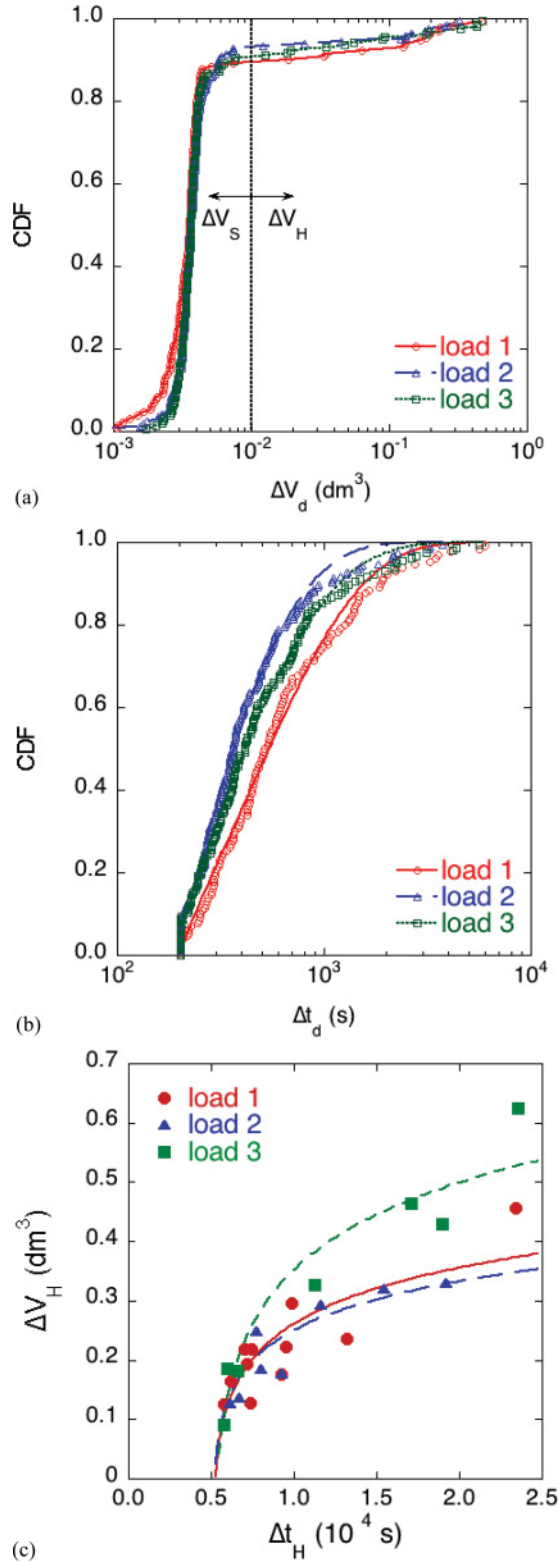 1.0
0.8
0.6
0.4
0.2
0.0
CDF
ΔV_S
ΔV_H
load 1
load 2
load 3
10^-3
10^-2
10^-1
10^0
ΔV_d (dm^3)
(a)
1.0
0.8
0.6
0.4
0.2
0.0
CDF
load 1
load 2
load 3
10^2
10^3
10^4
Δt_d (s)
(b)
0.7
0.6
0.5
0.4
0.3
0.2
0.1
0
ΔV_H (dm^3)
load 1
load 2
load 3
0.0
0.5
1.0
1.5
2.0
2.5
Δt_H (10^4 s)
(c)